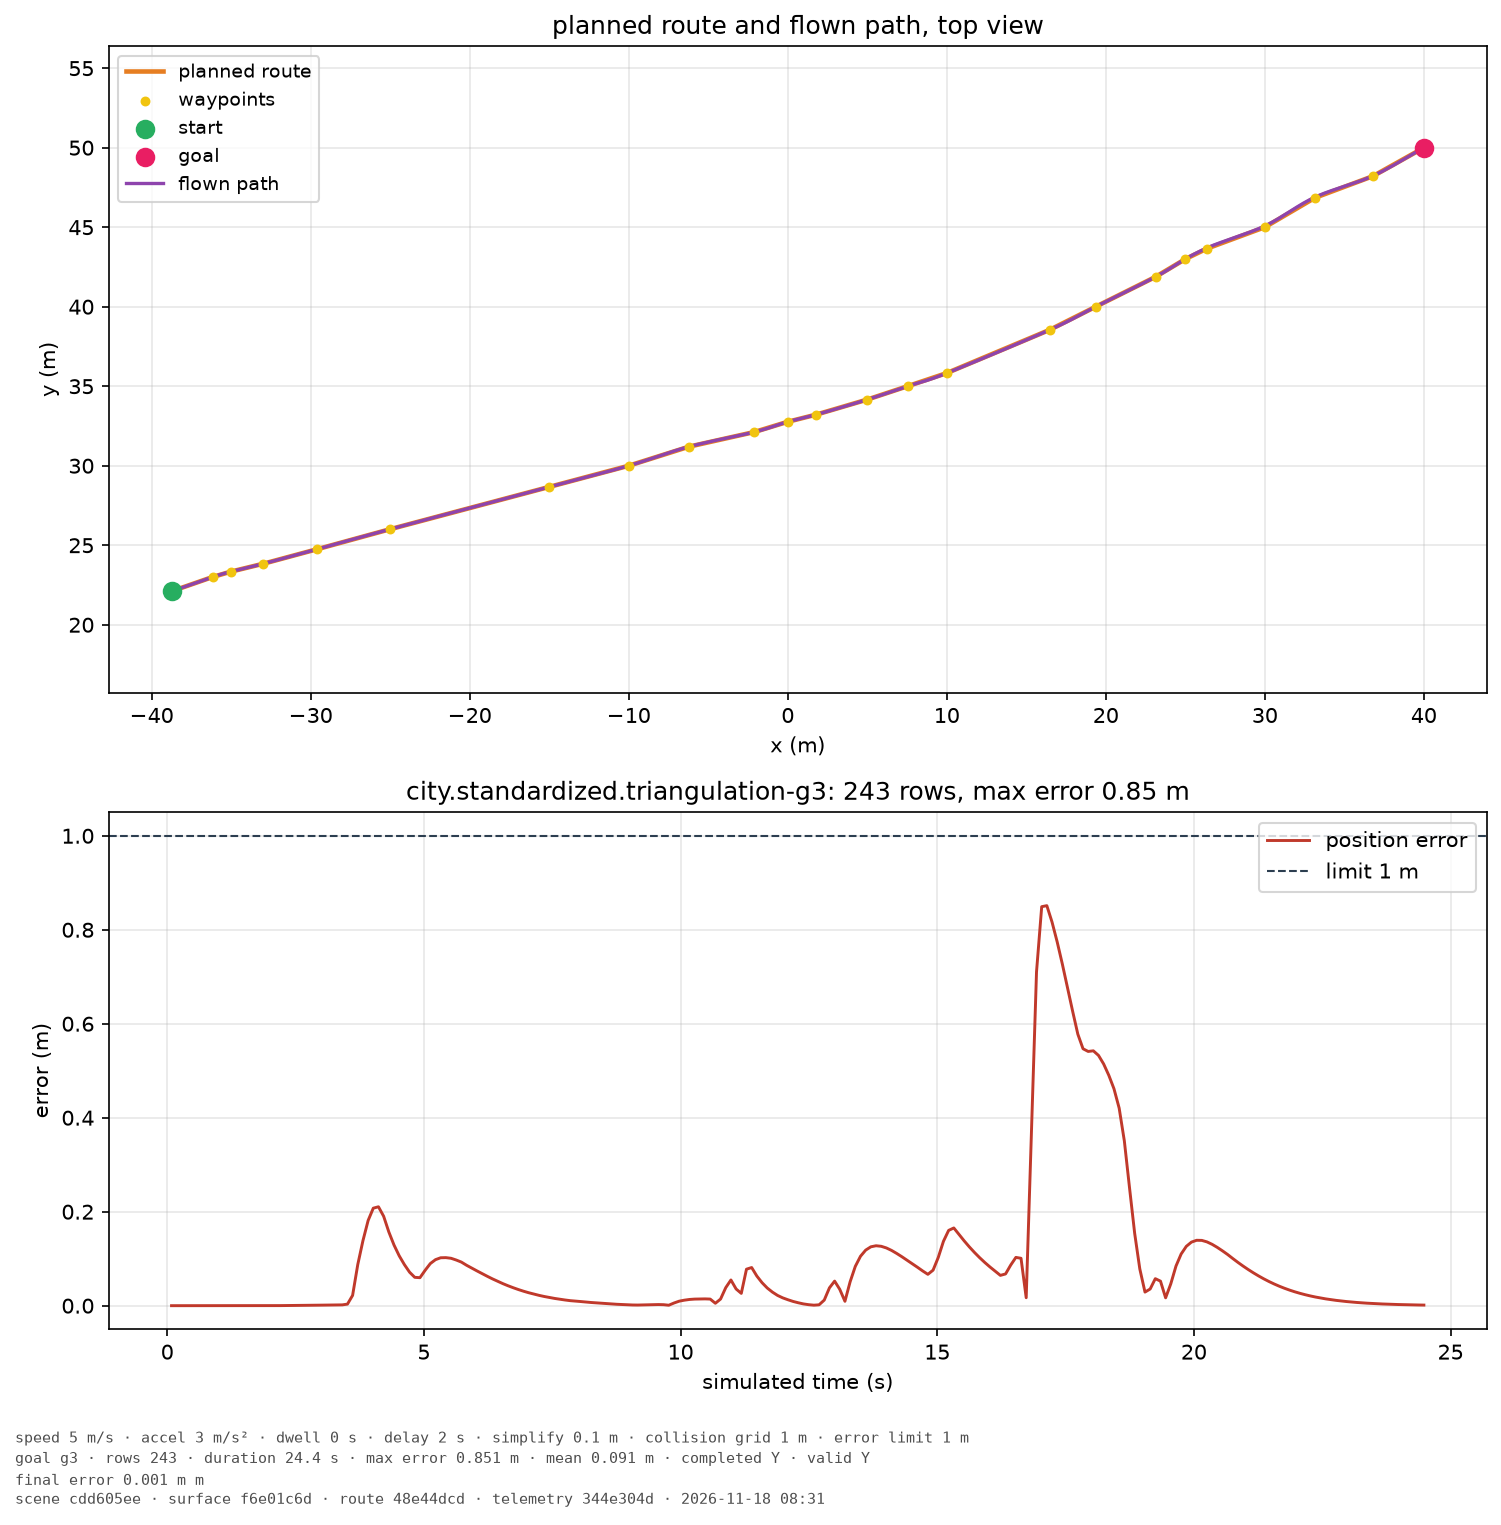 planned route and flown path, top view
planned route
waypoints
start
goal
flown path
55
50
45
40
35
30
25
20
y (m)
−40
−30
−20
−10
0
10
20
30
40
x (m)
city.standardized.triangulation-g3: 243 rows, max error 0.85 m
position error
limit 1 m
1.0
0.8
0.6
0.4
0.2
0.0
error (m)
0
5
10
15
20
25
simulated time (s)
speed 5 m/s · accel 3 m/s² · dwell 0 s · delay 2 s · simplify 0.1 m · collision grid 1 m · error limit 1 m
goal g3 · rows 243 · duration 24.4 s · max error 0.851 m · mean 0.091 m · completed Y · valid Y
final error 0.001 m m
scene cdd605ee · surface f6e01c6d · route 48e44dcd · telemetry 344e304d · 2026-11-18 08:31